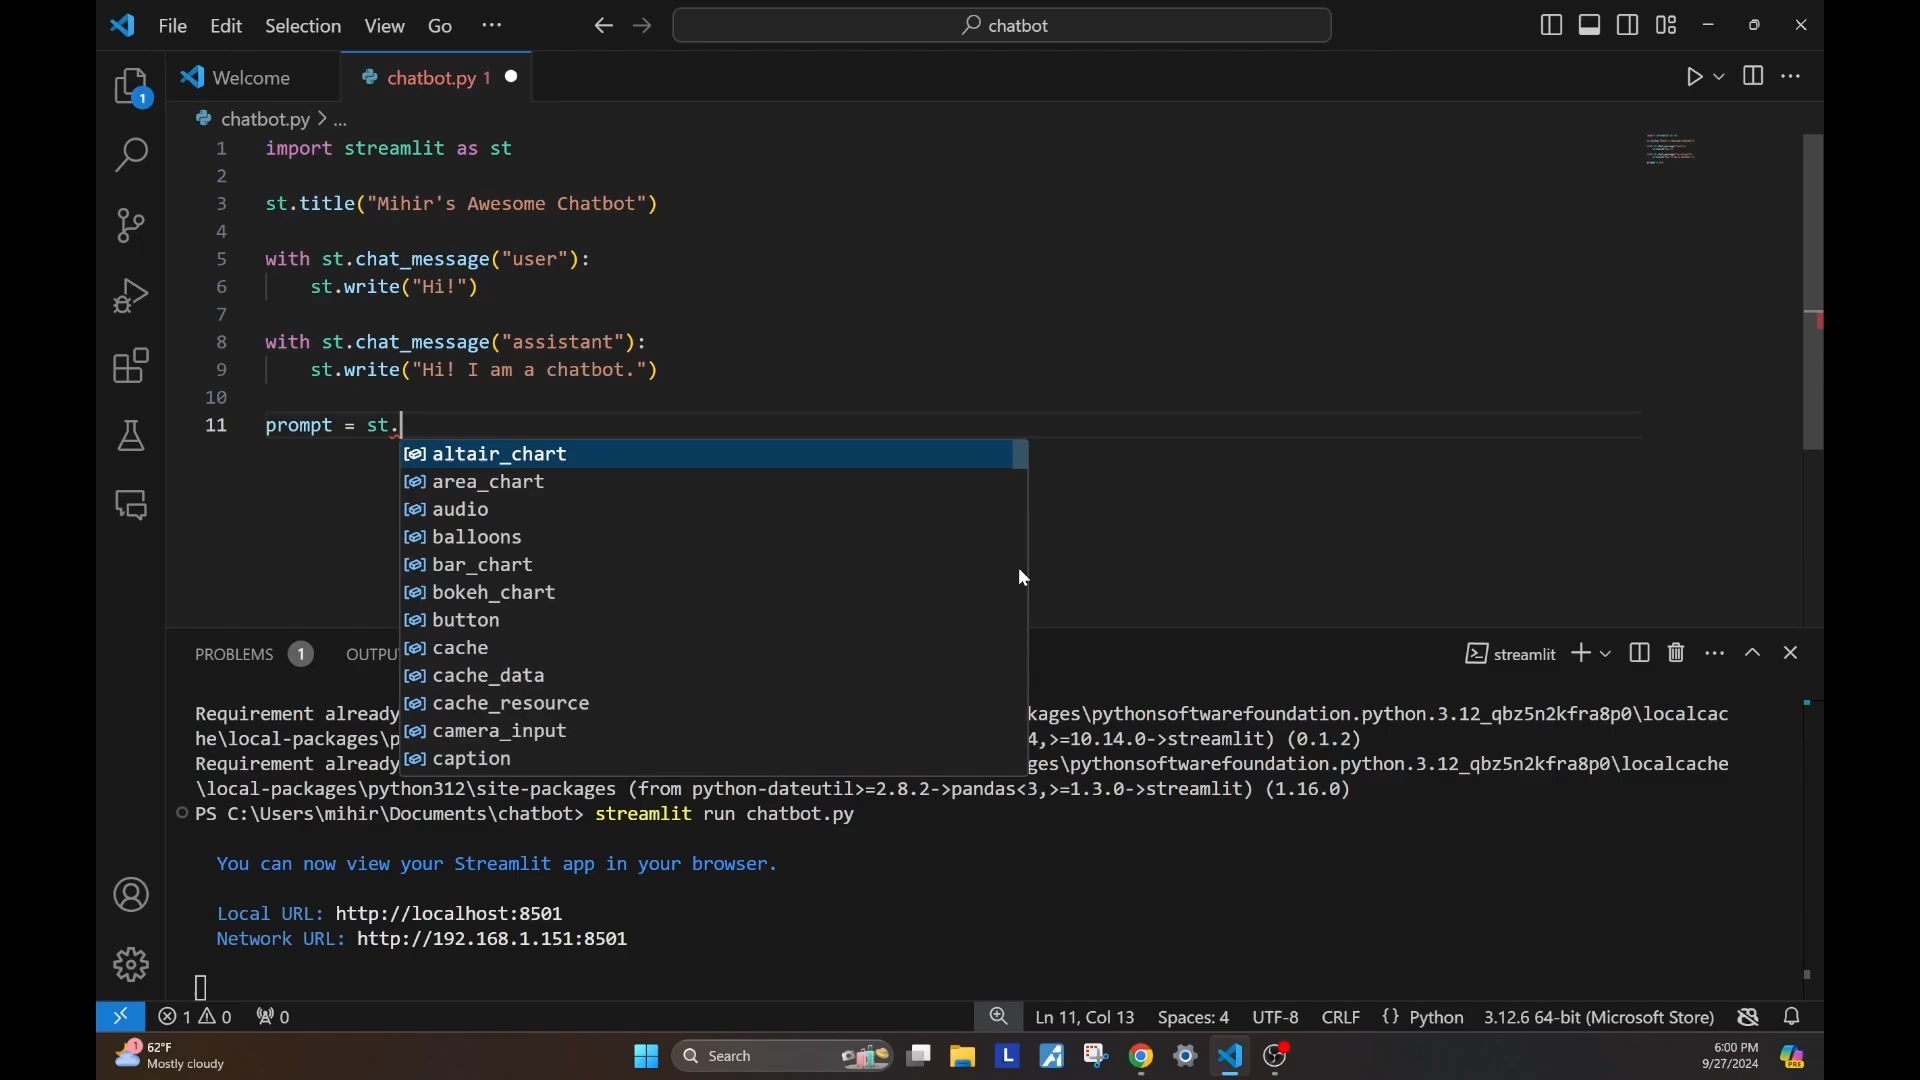 File Edit Selection View Go ··· chatbot
Welcome chatbot.py 1
chatbot.py > ...
1 import streamlit as st
2
3 st.title("Mihir's Awesome Chatbot")
4
5 with st.chat_message("user"):
6 st.write("Hi!")
7
8 with st.chat_message("assistant"):
9 st.write("Hi! I am a chatbot.")
10
11 prompt = st.
altair_chart
area_chart
audio
balloons
bar_chart
bokeh_chart
button
cache
cache_data
cache_resource
camera_input
caption
1
PROBLEMS 1 OUTPU streamlit
Requirement already kages\pythonsoftwarefoundation.python.3.12_qbz5n2kfra8p0\localcac
he\local-packages\p 4,>=10.14.0->streamlit) (0.1.2)
Requirement already ges\pythonsoftwarefoundation.python.3.12_qbz5n2kfra8p0\localcache
\local-packages\python312\site-packages (from python-dateutil>=2.8.2->pandas<3,>=1.3.0->streamlit) (1.16.0)
PS C:\Users\mihir\Documents\chatbot> streamlit run chatbot.py
You can now view your Streamlit app in your browser.
Local URL: http://localhost:8501
Network URL: http://192.168.1.151:8501
1 0 0 Ln 11, Col 13 Spaces: 4 UTF-8 CRLF {} Python 3.12.6 64-bit (Microsoft Store)
1 62°F
Mostly cloudy
Search
L
6:00 PM
9/27/2024
PRE